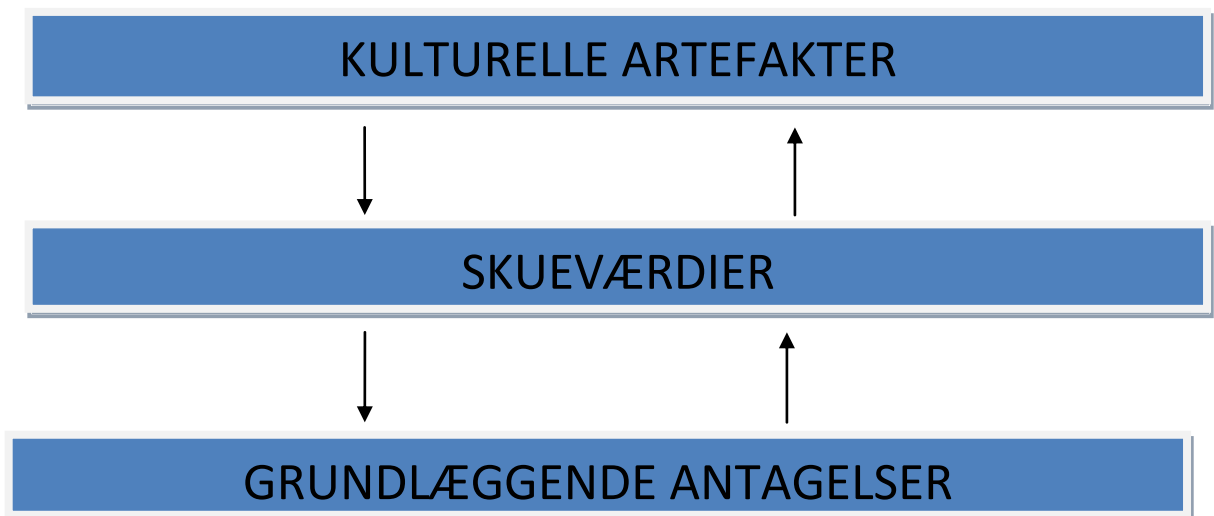 KULTURELLE ARTEFAKTER
SKUEVÆRDIER
GRUNDLÆGGENDE ANTAGELSER